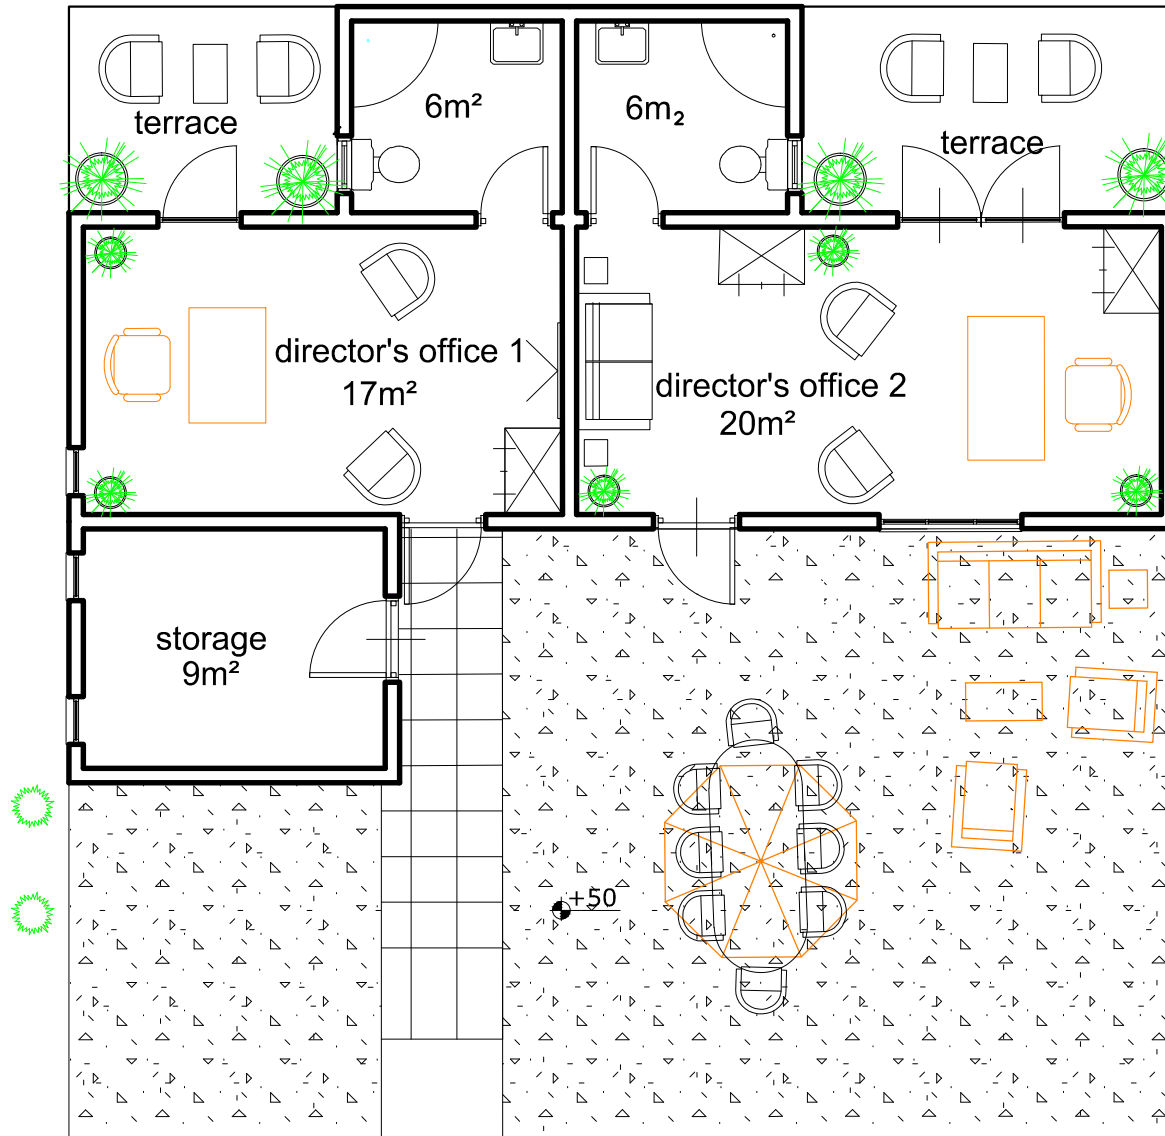 6m²
6m₂
terrace
terrace
director's office 1
17m²
director's office 2
20m²
storage
9m²
+50